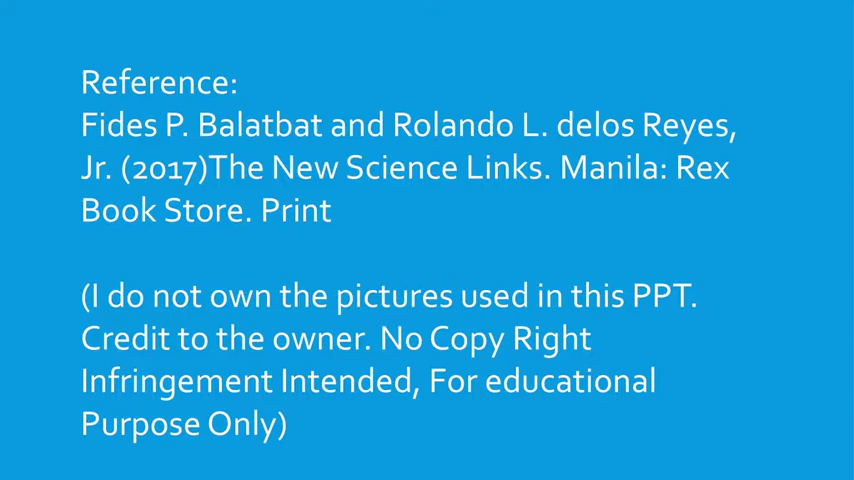 Reference:
Fides P. Balatbat and Rolando L. delos Reyes,
Jr. (2017)The New Science Links. Manila: Rex
Book Store. Print
(I do not own the pictures used in this PPT.
Credit to the owner. No Copy Right
Infringement Intended, For educational
Purpose Only)